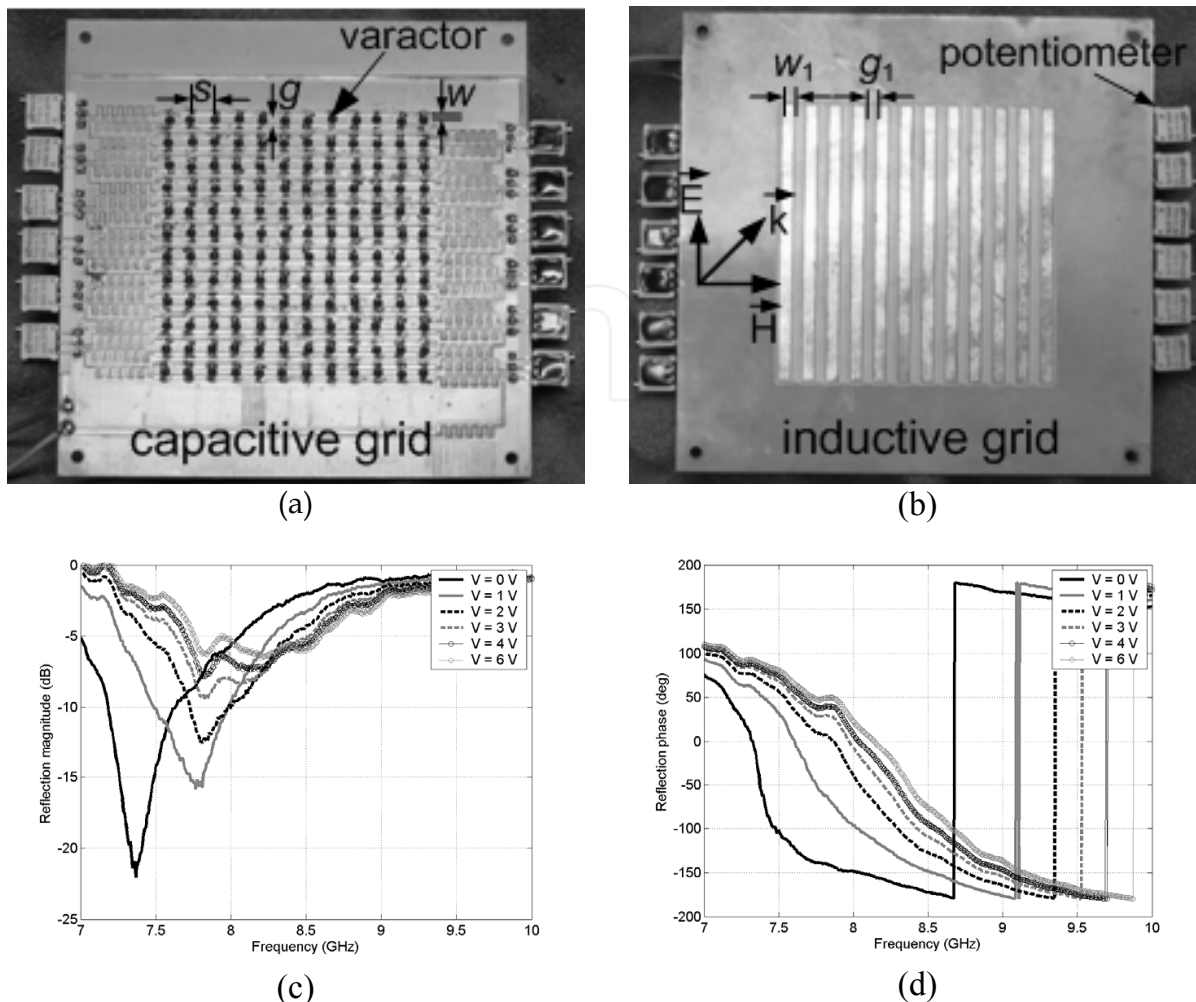 varactor
s g w
capacitive grid
(a)
potentiometer
w1 g1
E
k
H
inductive grid
(b)
0
-5
-10
-15
-20
-25
7 7.5 8 8.5 9 9.5 10
Reflection magnitude (dB)
Frequency (GHz)
V = 0 V
V = 1 V
V = 2 V
V = 3 V
V = 4 V
V = 6 V
(c)
200
150
100
50
0
-50
-100
-150
-200
7 7.5 8 8.5 9 9.5 10
Reflection phase (deg)
Frequency (GHz)
V = 0 V
V = 1 V
V = 2 V
V = 3 V
V = 4 V
V = 6 V
(d)